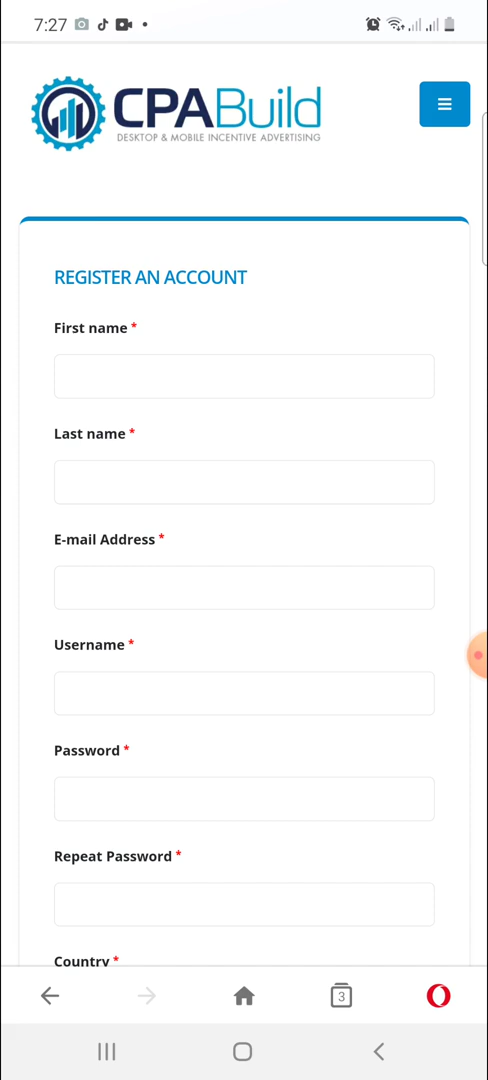 7:27
CPABuild
DESKTOP & MOBILE INCENTIVE ADVERTISING
REGISTER AN ACCOUNT
First name *
Last name *
E-mail Address *
Username *
Password *
Repeat Password *
Country *
3